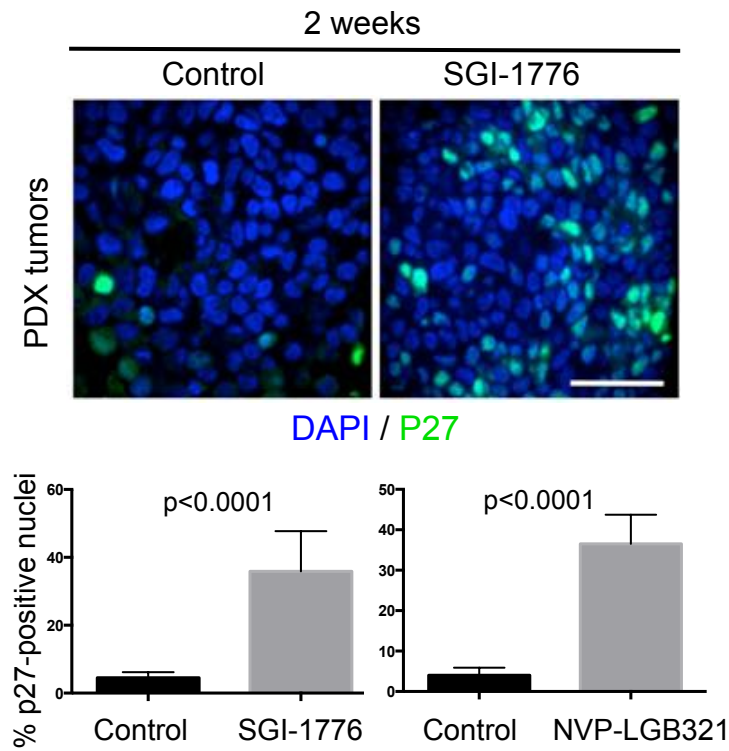 2 weeks
Control SGI-1776
PDX tumors
DAPI / P27
% p27-positive nuclei
60
40
20
0
p<0.0001
Control SGI-1776
50
40
30
20
10
0
p<0.0001
Control NVP-LGB321